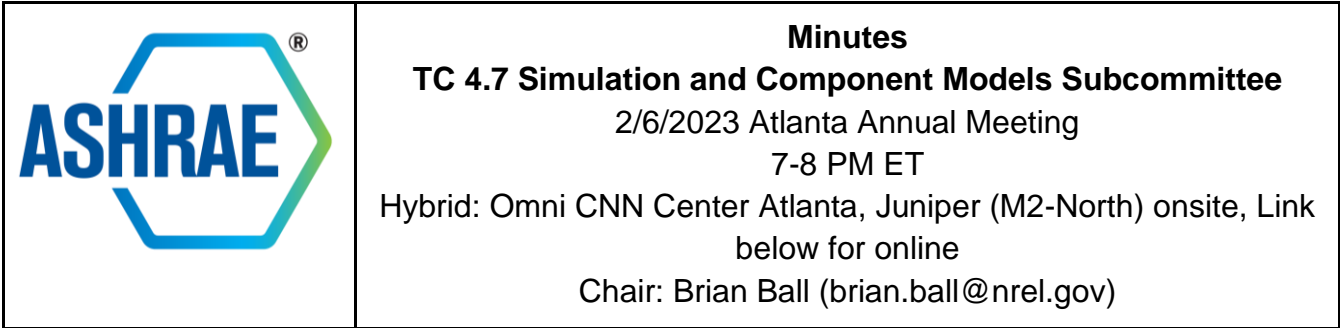 ASHRAE®
Minutes
TC 4.7 Simulation and Component Models Subcommittee
2/6/2023 Atlanta Annual Meeting
7-8 PM ET
Hybrid: Omni CNN Center Atlanta, Juniper (M2-North) onsite, Link
below for online
Chair: Brian Ball (brian.ball@nrel.gov)